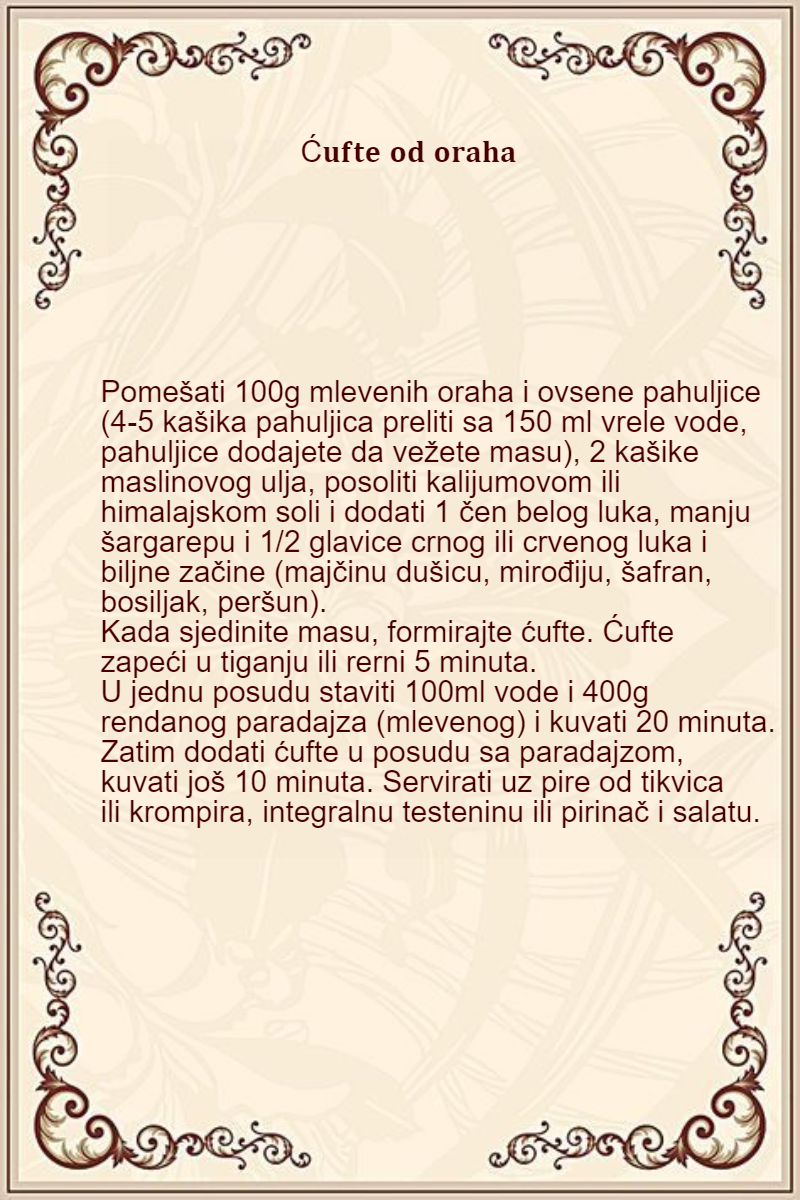 Ćufte od oraha
Pomešati 100g mlevenih oraha i ovsene pahuljice
(4-5 kašika pahuljica preliti sa 150 ml vrele vode,
pahuljice dodajete da vežete masu), 2 kašike
maslinovog ulja, posoliti kalijumovom ili
himalajskom soli i dodati 1 čen belog luka, manju
šargarepu i 1/2 glavice crnog ili crvenog luka i
biljne začine (majčinu dušicu, mirođiju, šafran,
bosiljak, peršun).
Kada sjedinite masu, formirajte ćufte. Ćufte
zapeći u tiganju ili rerni 5 minuta.
U jednu posudu staviti 100ml vode i 400g
rendanog paradajza (mlevenog) i kuvati 20 minuta.
Zatim dodati ćufte u posudu sa paradajzom,
kuvati još 10 minuta. Servirati uz pire od tikvica
ili krompira, integralnu testeninu ili pirinač i salatu.